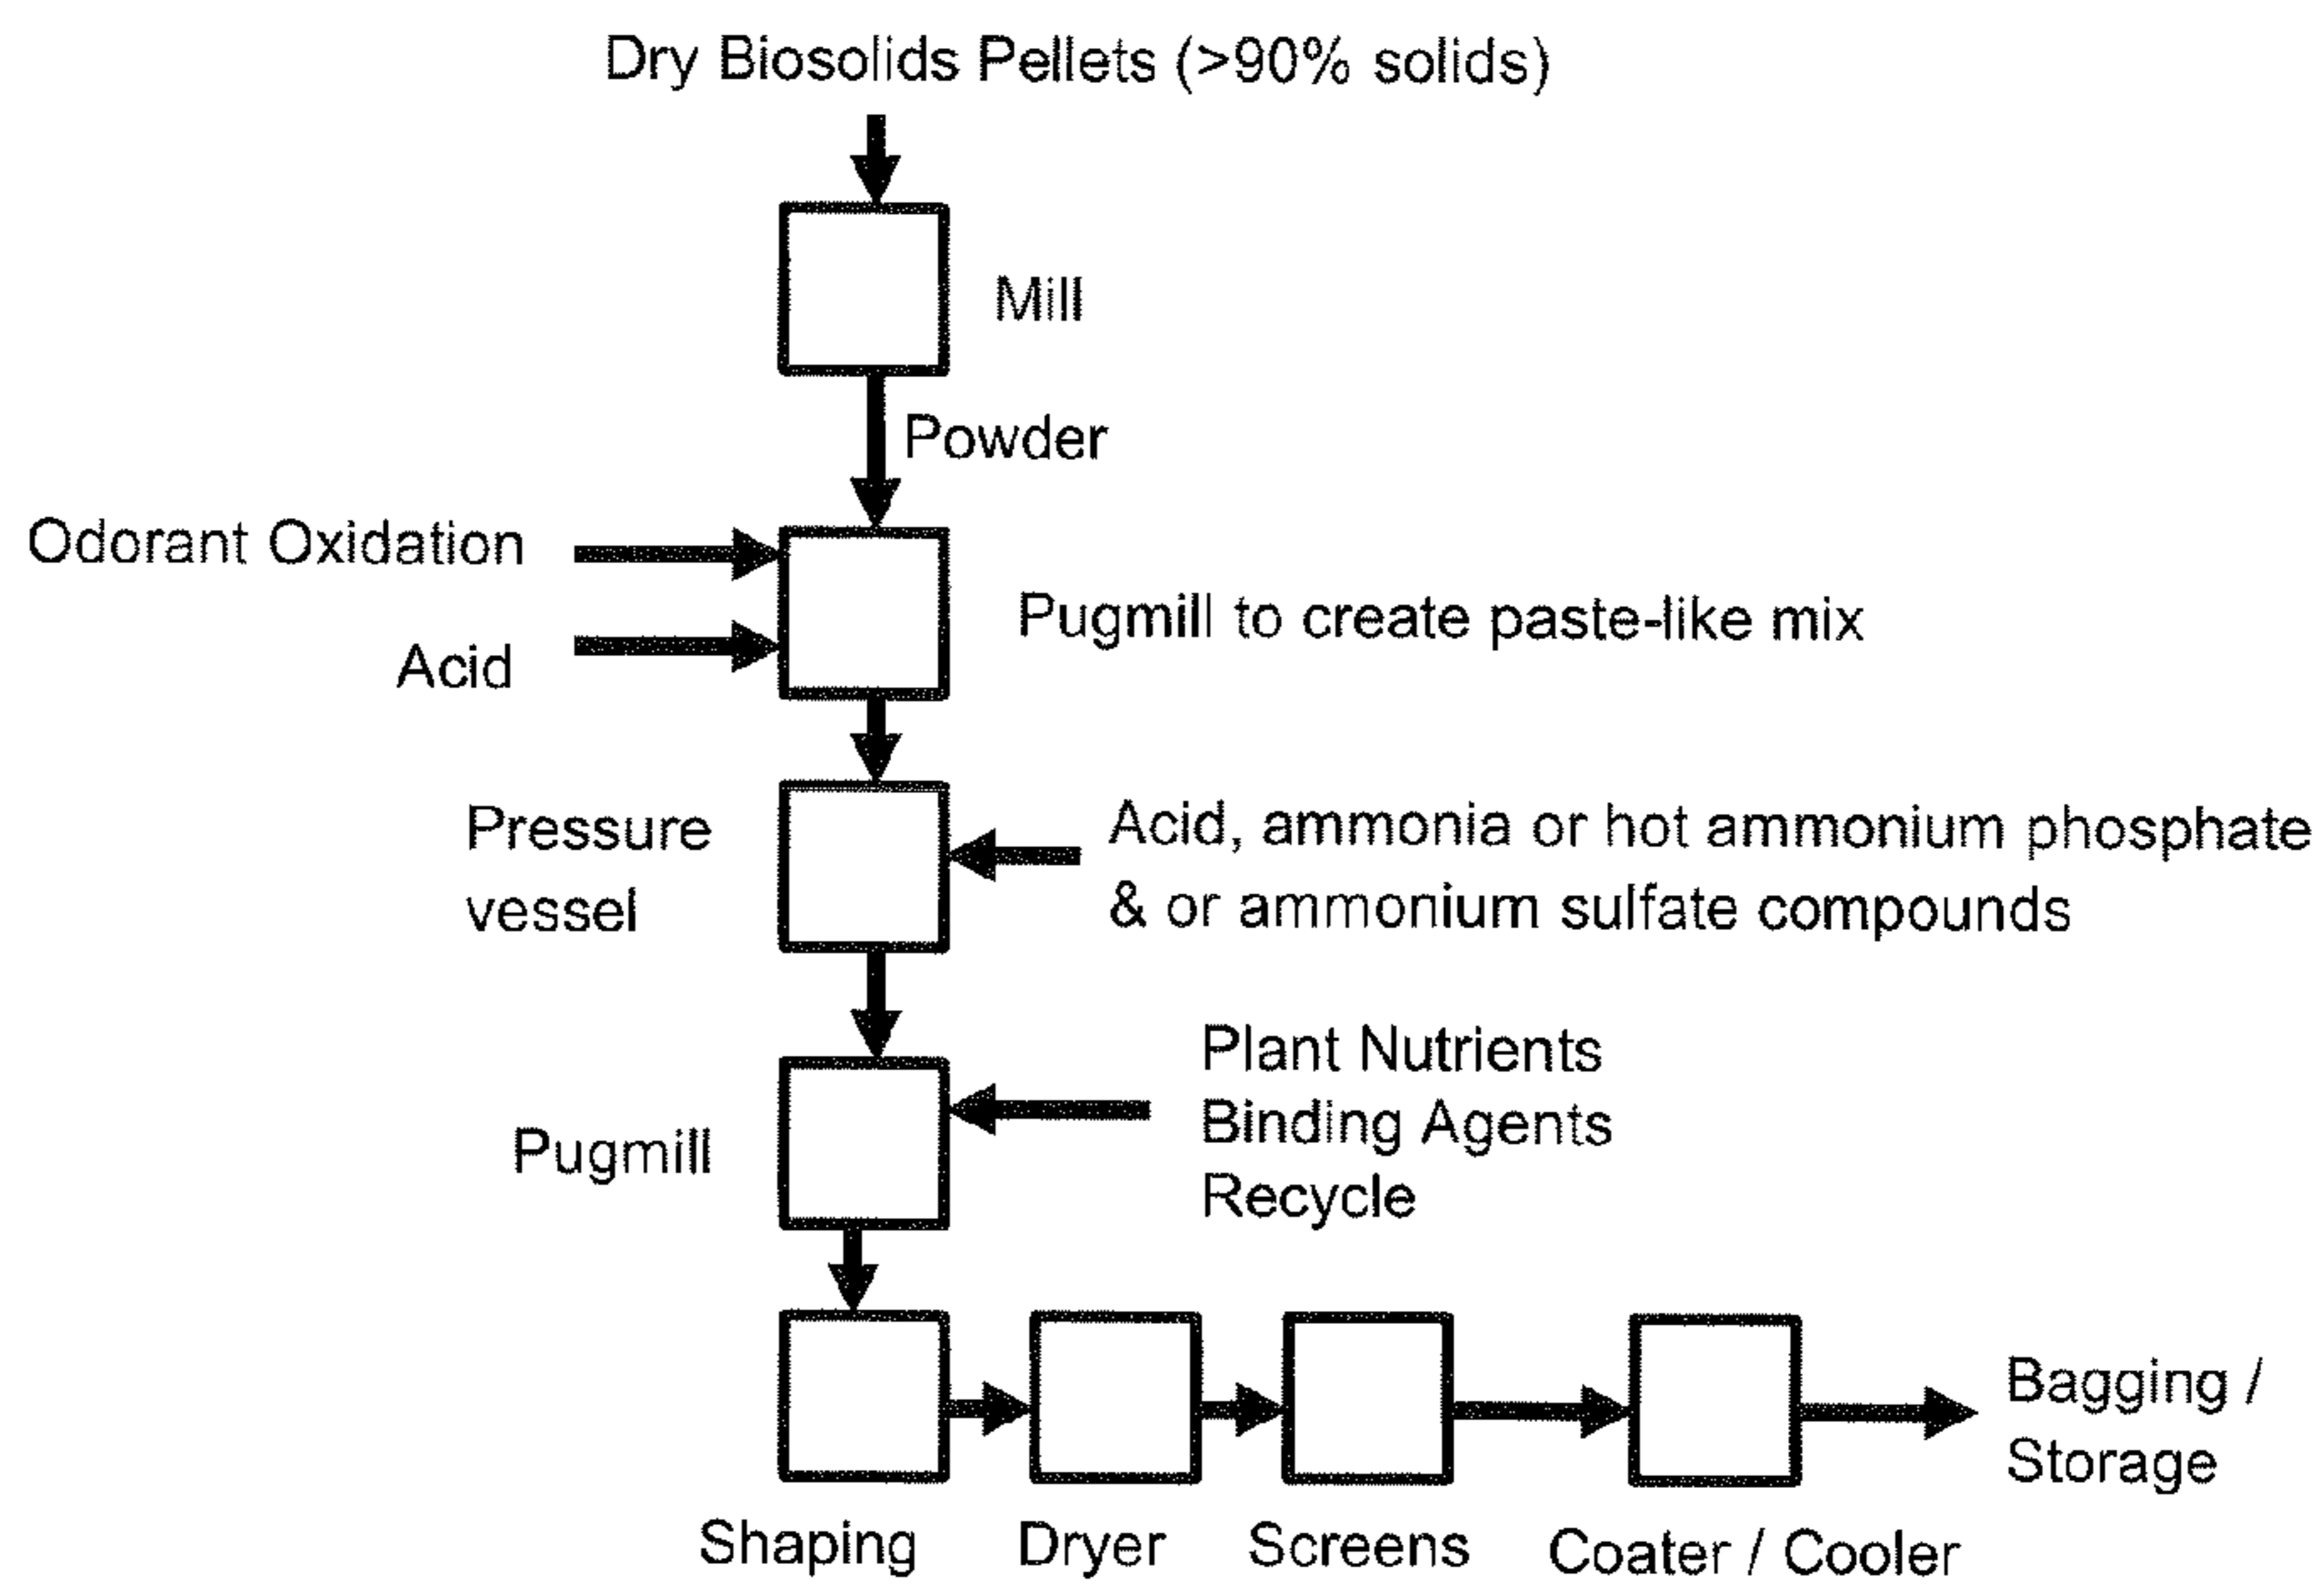 Dry Biosolids Pellets (>90% solids)
Mill
Powder
Odorant Oxidation
Acid
Pugmill to create paste-like mix
Pressure
vessel
Acid, ammonia or hot ammonium phosphate
& or ammonium sulfate compounds
Pugmill
Plant Nutrients
Binding Agents
Recycle
Shaping
Dryer
Screens
Coater / Cooler
Bagging /
Storage